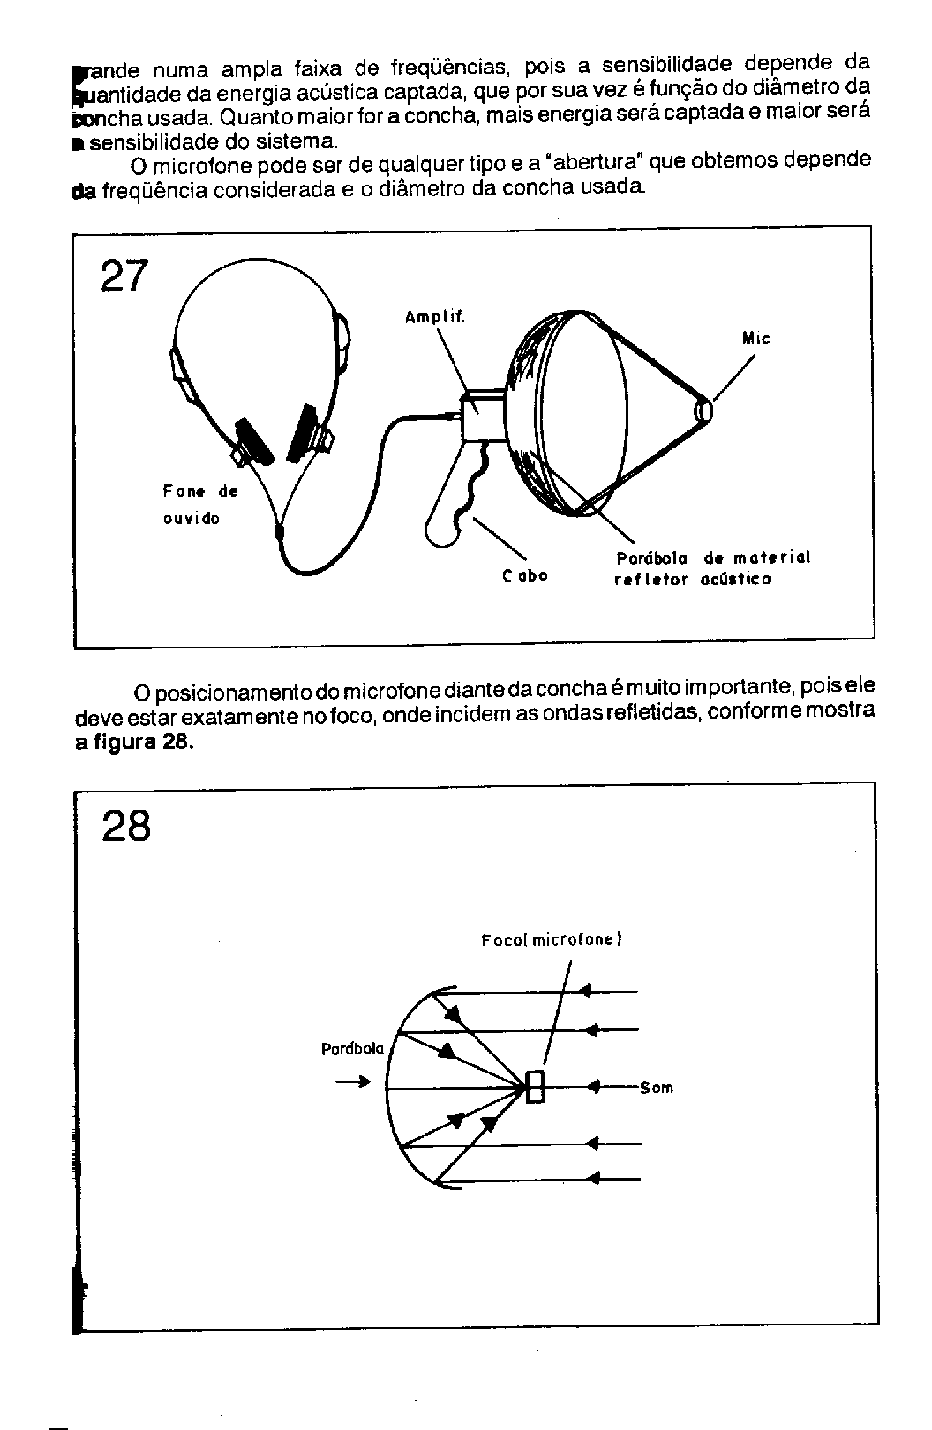 grande numa ampla faixa de freqüências, pois a sensibilidade depende da
quantidade da energia acústica captada, que por sua vez é função do diâmetro da
concha usada. Quanto maior for a concha, mais energia será captada e maior será
a sensibilidade do sistema.
O microfone pode ser de qualquer tipo e a "abertura" que obtemos depende
da freqüência considerada e o diâmetro da concha usada.
27
Amplif.
Mic
Fone de
ouvido
Cabo
Parábola de material
refletor acústico
O posicionamento do microfone diante da concha é muito importante, pois ele
deve estar exatamente no foco, onde incidem as ondas refletidas, conforme mostra
a figura 28.
28
Foco(microfone)
Parábola
Som